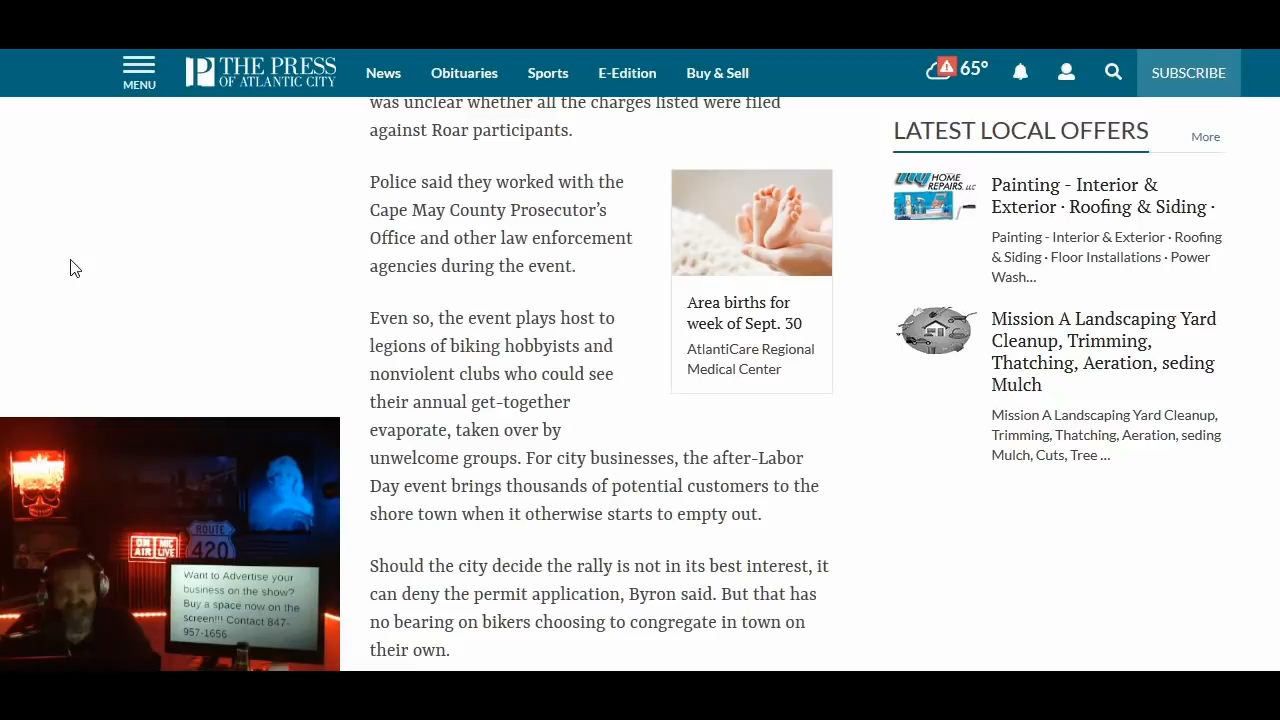 MENU
THE PRESS
OF ATLANTIC CITY
News
Obituaries
Sports
E-Edition
Buy & Sell
65°
SUBSCRIBE
was unclear whether all the charges listed were filed
against Roar participants.
Police said they worked with the
Cape May County Prosecutor’s
Office and other law enforcement
agencies during the event.
Even so, the event plays host to
legions of biking hobbyists and
nonviolent clubs who could see
their annual get-together
evaporate, taken over by
unwelcome groups. For city businesses, the after-Labor
Day event brings thousands of potential customers to the
shore town when it otherwise starts to empty out.
Should the city decide the rally is not in its best interest, it
can deny the permit application, Byron said. But that has
no bearing on bikers choosing to congregate in town on
their own.
Area births for
week of Sept. 30
AtlantiCare Regional
Medical Center
LATEST LOCAL OFFERS
More
HOME
REPAIRS, LLC
Painting - Interior &
Exterior · Roofing & Siding ·
Painting - Interior & Exterior · Roofing
& Siding · Floor Installations · Power
Wash...
Mission A Landscaping Yard
Cleanup, Trimming,
Thatching, Aeration, seding
Mulch
Mission A Landscaping Yard Cleanup,
Trimming, Thatching, Aeration, seding
Mulch, Cuts, Tree ...
ON AIR
MIC LIVE
ROUTE
420
Want to Advertise your
business on the show?
Buy a space now on the
screen!!! Contact 847-
957-1656